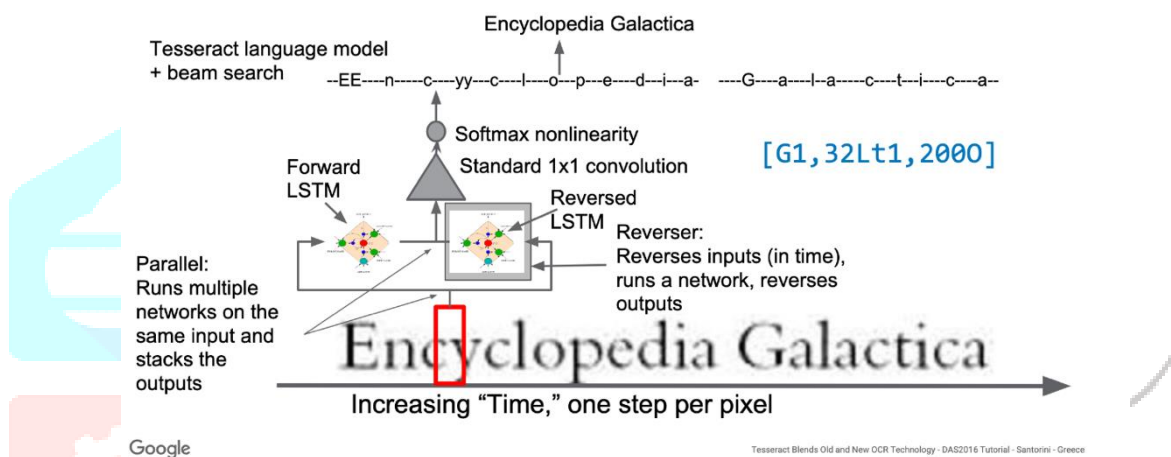 Encyclopedia Galactica
Tesseract language model
+ beam search
--EE----n-----c---yy---c---l---o---p---e---d---i---a- ----G---a---l---a---c---t---i---c---a--
Softmax nonlinearity
[G1,32Lt1,200O]
Standard 1x1 convolution
Forward
LSTM
Reversed
LSTM
Reverser:
Reverses inputs (in time),
runs a network, reverses
outputs
Parallel:
Runs multiple
networks on the
same input and
stacks the
outputs
Encyclopedia Galactica
Increasing “Time,” one step per pixel
Google
Tesseract Blends Old and New OCR Technology - DAS2016 Tutorial - Santorini - Greece